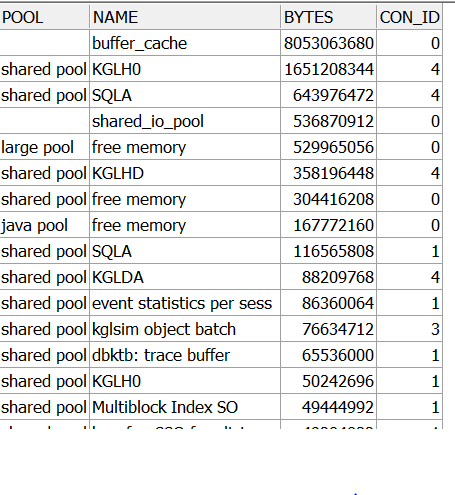 POOL NAME BYTES CON_ID
buffer_cache 8053063680 0
shared pool KGLH0 1651208344 4
shared pool SQLA 643976472 4
shared_io_pool 536870912 0
large pool free memory 529965056 0
shared pool KGLHD 358196448 4
shared pool free memory 304416208 0
java pool free memory 167772160 0
shared pool SQLA 116565808 1
shared pool KGLDA 88209768 4
shared pool event statistics per sess 86360064 1
shared pool kglsim object batch 76634712 3
shared pool dbktb: trace buffer 65536000 1
shared pool KGLH0 50242696 1
shared pool Multiblock Index SO 49444992 1